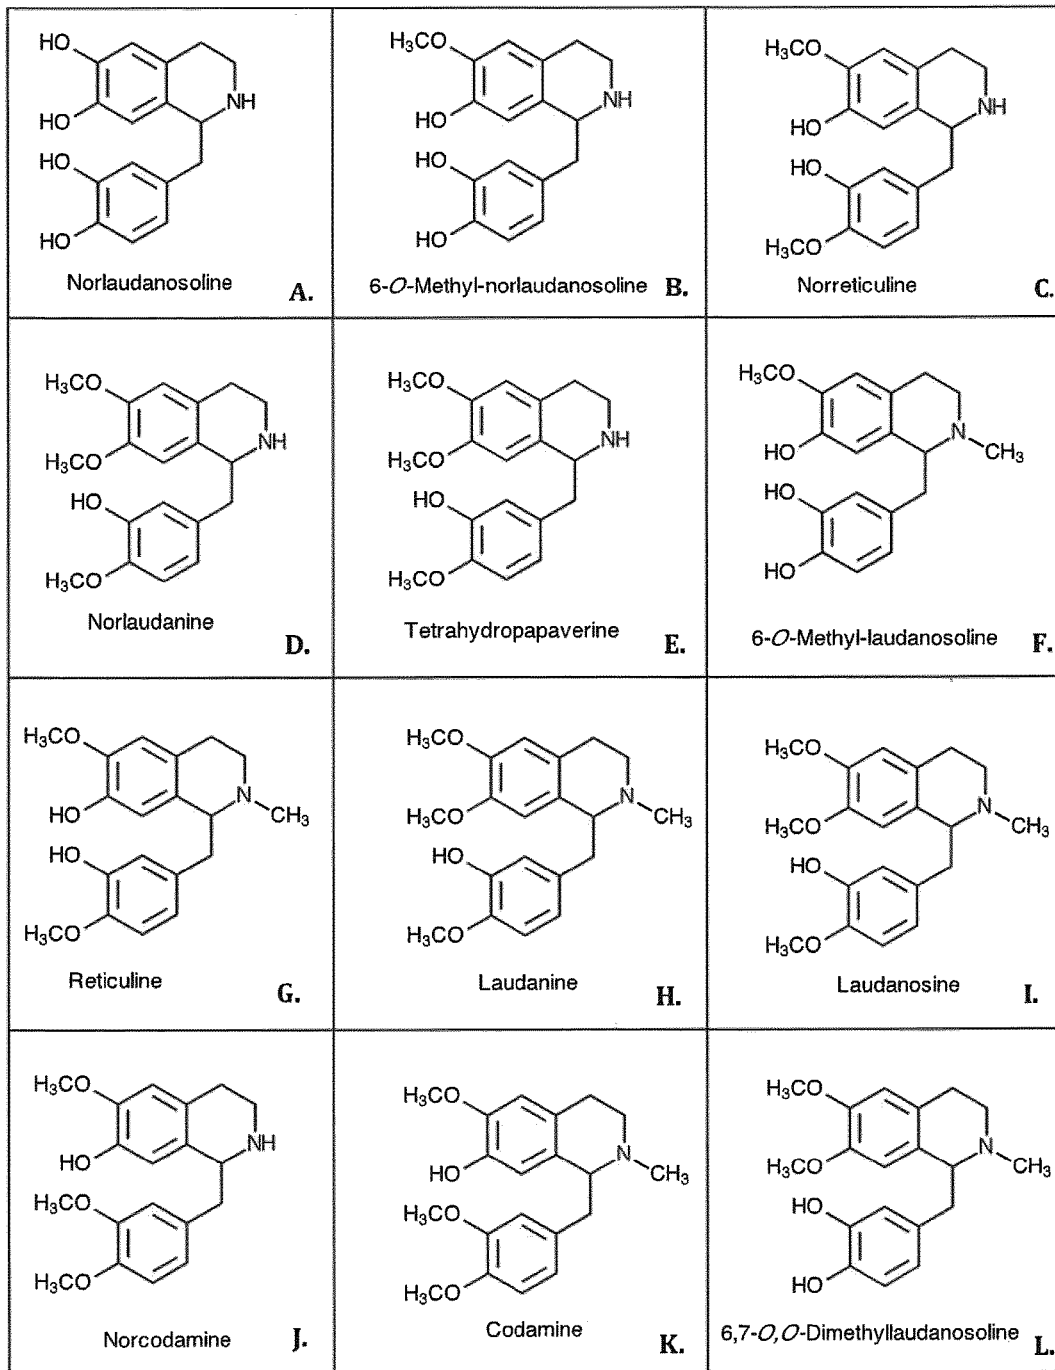 HO
HO
NH
HO
HO
Norlaudanosoline
A.
H3CO
HO
NH
HO
HO
6-O-Methyl-norlaudanosoline
B.
H3CO
HO
NH
HO
H3CO
Norreticuline
C.
H3CO
H3CO
NH
HO
H3CO
Norlaudanine
D.
H3CO
H3CO
NH
HO
H3CO
Tetrahydropapaverine
E.
H3CO
HO
N
CH3
HO
HO
6-O-Methyl-laudanosoline
F.
H3CO
HO
N
CH3
HO
H3CO
Reticuline
G.
H3CO
H3CO
N
CH3
HO
H3CO
Laudanine
H.
H3CO
H3CO
N
CH3
HO
H3CO
Laudanosine
I.
H3CO
HO
NH
H3CO
H3CO
Norcodamine
J.
H3CO
HO
N
CH3
H3CO
H3CO
Codamine
K.
H3CO
H3CO
N
CH3
HO
HO
6,7-O,O-Dimethyllaudanosoline
L.